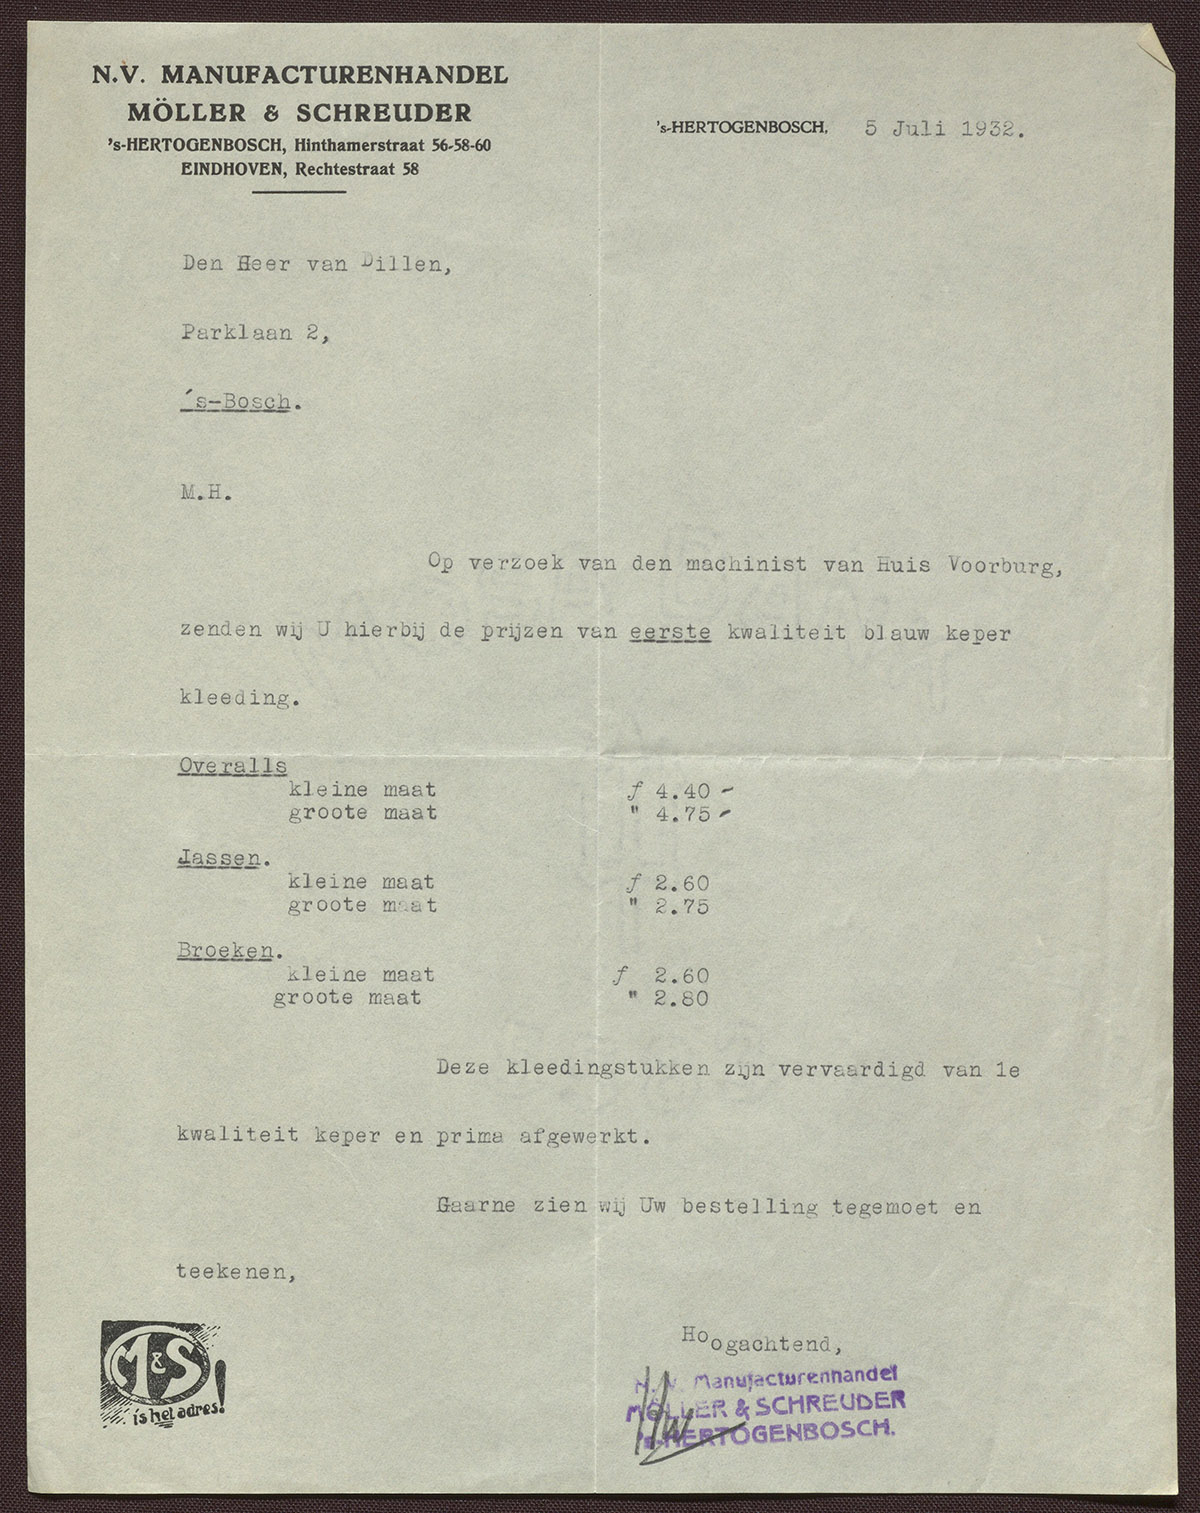 N.V. MANUFACTURENHANDEL
MÖLLER & SCHREUDER
's-HERTOGENBOSCH, Hinthamerstraat 56-58-60
EINDHOVEN, Rechtestraat 58
's-HERTOGENBOSCH, 5 Juli 1932.
Den Heer van Dillen,
Parklaan 2,
's-Bosch.
M.H.
Op verzoek van den machinist van Huis Voorburg,
zenden wij U hierbij de prijzen van eerste kwaliteit blauw keper
kleeding.
Overalls
kleine maat ƒ 4.40 -
groote maat " 4.75 -
Jassen.
kleine maat ƒ 2.60
groote maat " 2.75
Broeken.
kleine maat ƒ 2.60
groote maat " 2.80
Deze kleedingstukken zijn vervaardigd van 1e
kwaliteit keper en prima afgewerkt.
Gaarne zien wij Uw bestelling tegemoet en
teekenen,
Hoogachtend,
N.V. Manufacturenhandel
MÖLLER & SCHREUDER
's-HERTOGENBOSCH.
M & S
is het adres!